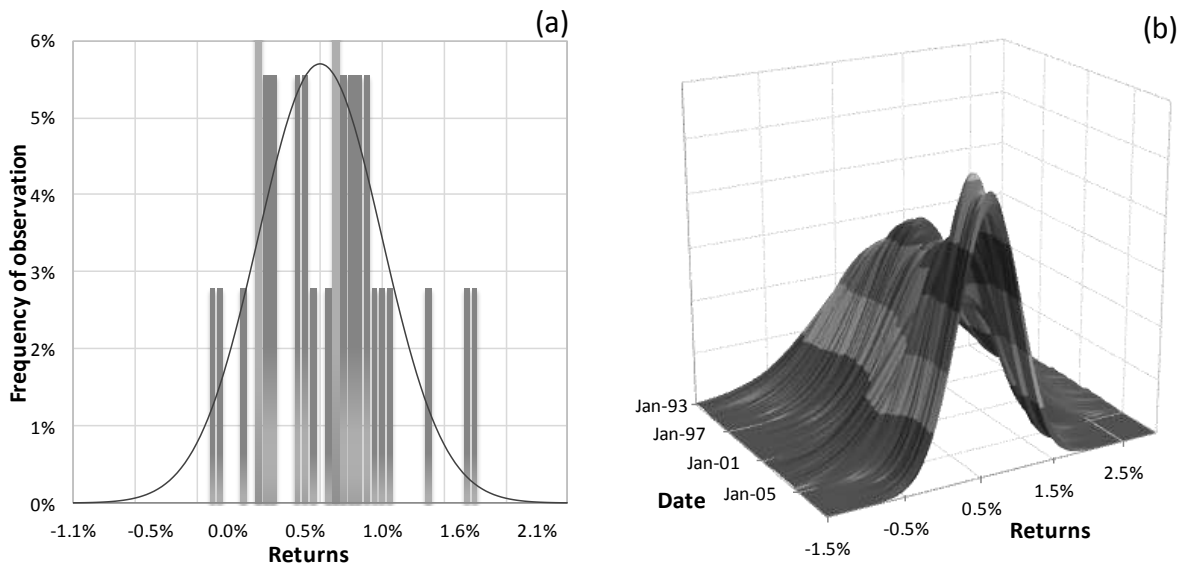 (a)
6%
5%
4%
3%
2%
1%
0%
Frequency of observation
-1.1% -0.5% 0.0% 0.5% 1.0% 1.6% 2.1%
Returns
(b)
Jan-93
Jan-97
Jan-01
Jan-05
Date
-1.5%
-0.5%
0.5%
1.5%
2.5%
Returns